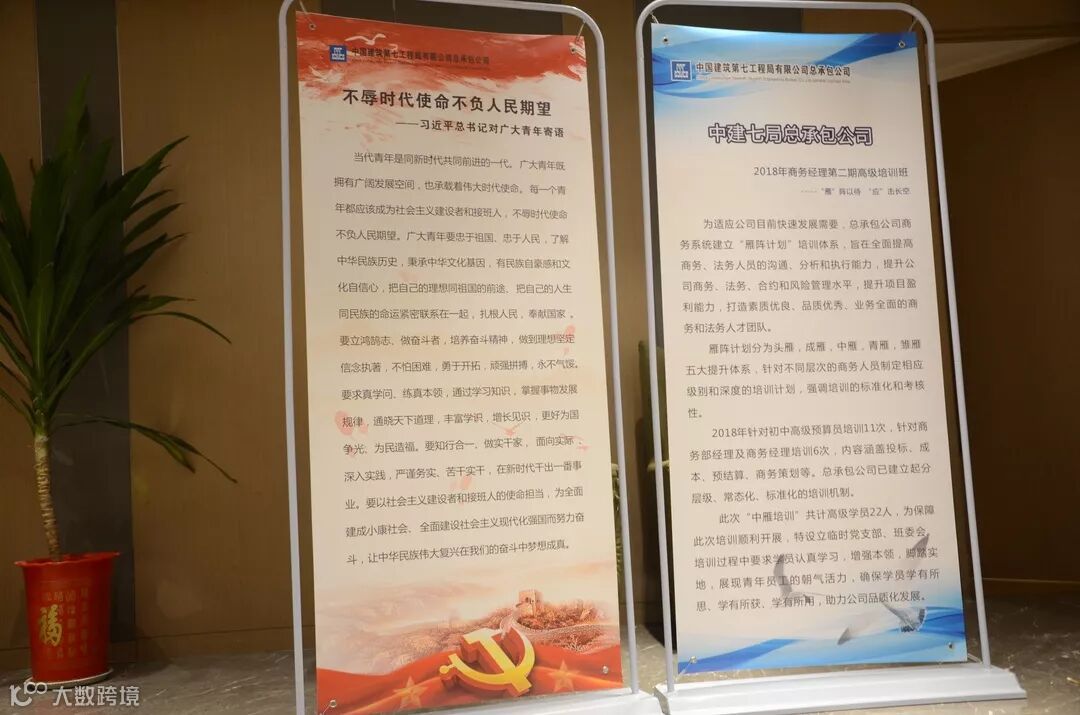 中国建筑第七工程局有限公司总承包公司
不辱时代使命不负人民期望
——习近平总书记对广大青年寄语
当代青年是同新时代共同前进的一代。广大青年既
拥有广阔发展空间，也承载着伟大时代使命。每一个青
年都应该成为社会主义建设者和接班人，不辱时代使命
不负人民期望。广大青年要忠于祖国、忠于人民，了解
中华民族历史，秉承中华文化基因，有民族自豪感和文
化自信心，把自己的理想同祖国的前途、把自己的人生
同民族的命运紧密联系在一起，扎根人民，奉献国家。
要立鸿鹄志、做奋斗者，培养奋斗精神，做到理想坚定
信念执著，不怕困难，勇于开拓，顽强拼搏，永不气馁。
要求真学问、练真本领，通过学习知识，掌握事物发展
规律，通晓天下道理，丰富学识，增长见识，更好为国
争光、为民造福。要知行合一、做实干家，面向实际、
深入实践，严谨务实、苦干实干，在新时代干出一番事
业。要以社会主义建设者和接班人的使命担当，为全面
建成小康社会、全面建设社会主义现代化强国而努力奋
斗，让中华民族伟大复兴在我们的奋斗中梦想成真。
福
中国建筑第七工程局有限公司总承包公司
中建七局总承包公司
2018年商务经理第二期高级培训班
-----“雁”阵以待 “应”击长空
为适应公司目前快速发展需要，总承包公司商
务系统建立“雁阵计划”培训体系，旨在全面提高
商务、法务人员的沟通、分析和执行能力，提升公
司商务、法务、合约和风险管理水平，提升项目盈
利能力，打造素质优良、品质优秀、业务全面的商
务和法务人才团队。
雁阵计划分为头雁，成雁，中雁，青雁，雏雁
五大提升体系，针对不同层次的商务人员制定相应
级别和深度的培训计划，强调培训的标准化和考核
性。
2018年针对初中高级预算员培训11次，针对商
务部经理及商务经理培训6次，内容涵盖投标、成
本、预结算、商务策划等。总承包公司已建立起分
层级、常态化、标准化的培训机制。
此次“中雁培训”共计高级学员22人，为保障
此次培训顺利开展，特设立临时党支部、班委会，
培训过程中要求学员认真学习，增强本领，脚踏实
地，展现青年员工的朝气活力，确保学员学有所
思、学有所获、学有所用，助力公司品质化发展。
大数跨境